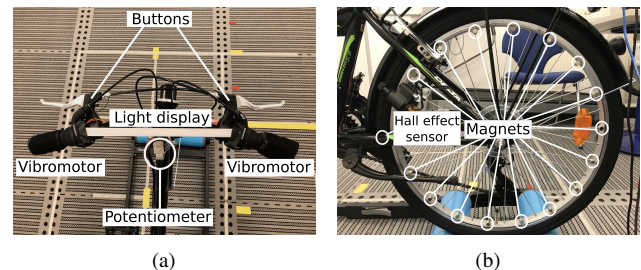 Buttons
Light display
Vibromotor
Vibromotor
Potentiometer
(a)
Hall effect
sensor
Magnets
(b)